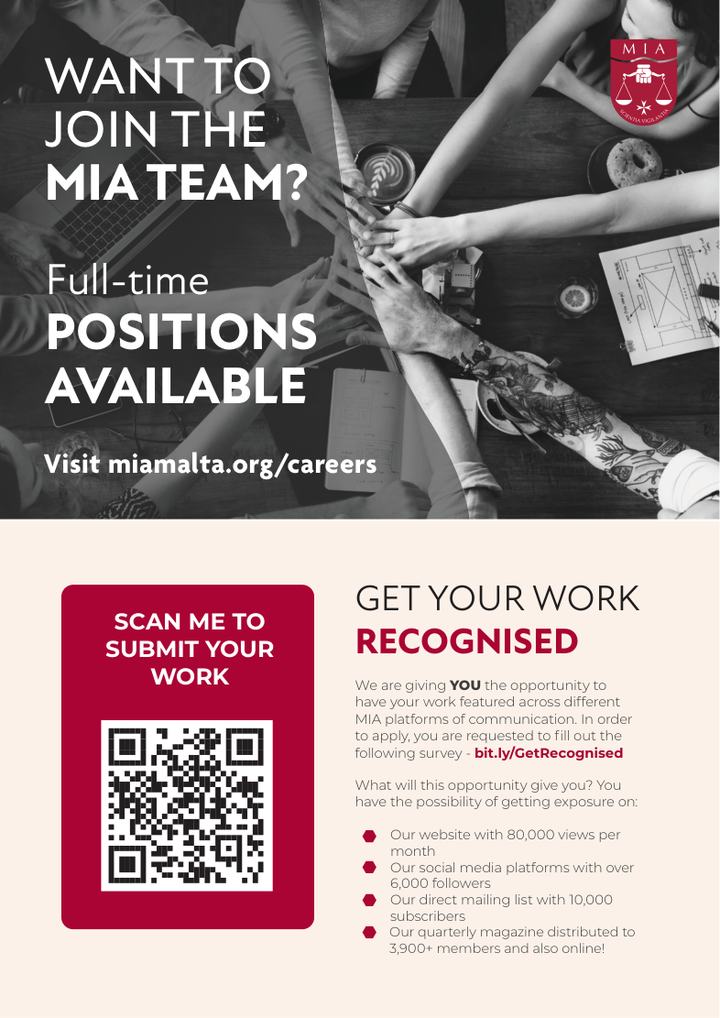 WANT TO
JOIN THE
MIA TEAM?
MIA
SCIENTIA VIGILANTIA
Full-time
POSITIONS
AVAILABLE
Visit miamalta.org/careers
SCAN ME TO
SUBMIT YOUR
WORK
GET YOUR WORK
RECOGNISED
We are giving YOU the opportunity to
have your work featured across different
MIA platforms of communication. In order
to apply, you are requested to fill out the
following survey - bit.ly/GetRecognised
What will this opportunity give you? You
have the possibility of getting exposure on:
Our website with 80,000 views per
month
Our social media platforms with over
6,000 followers
Our direct mailing list with 10,000
subscribers
Our quarterly magazine distributed to
3,900+ members and also online!